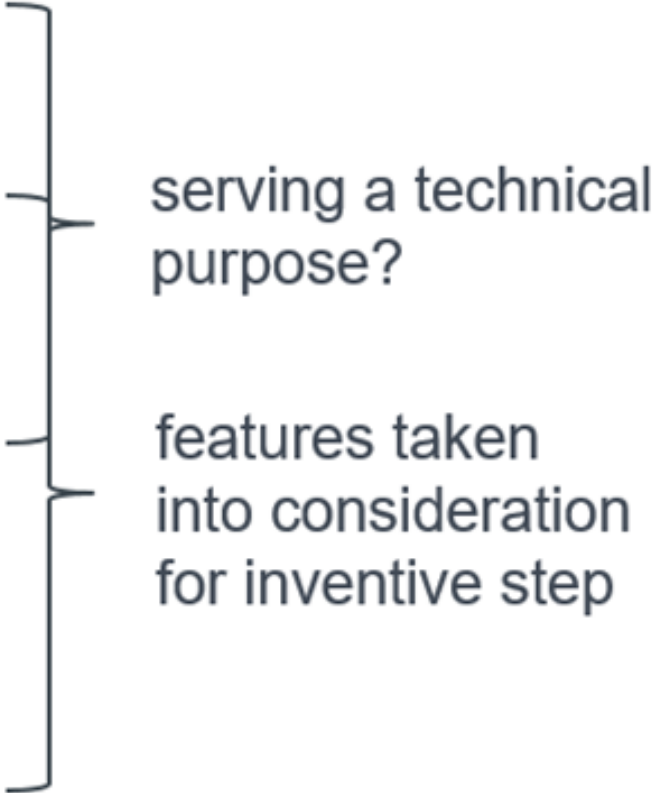 serving a technical
purpose?
features taken
into consideration
for inventive step